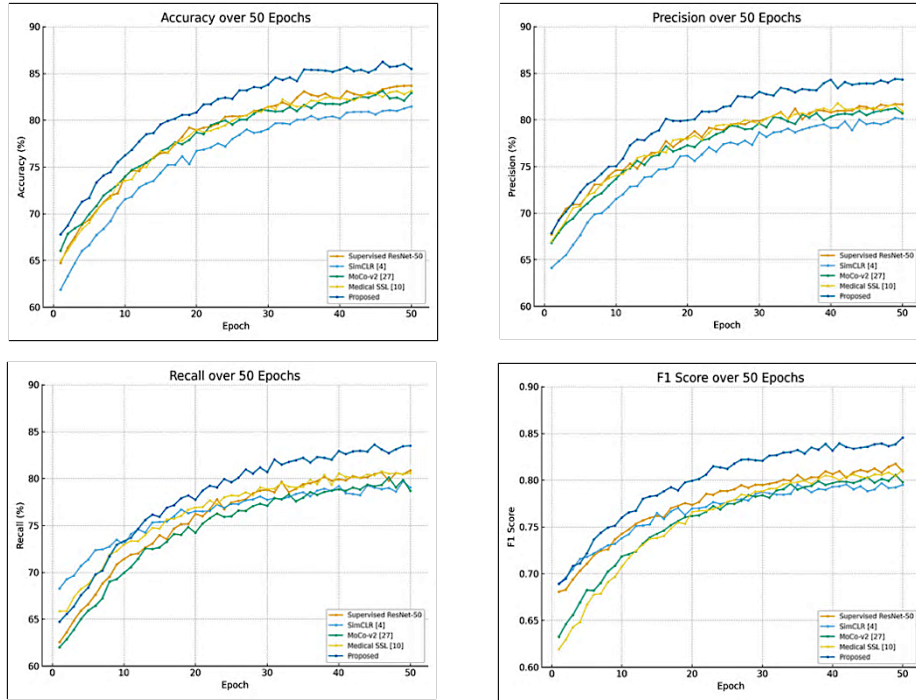 Accuracy over 50 Epochs
90
85
80
75
70
65
60
Accuracy (%)
0 10 20 30 40 50
Epoch
Supervised ResNet-50
SimCLR [4]
MoCo-v2 [27]
Medical SSL [10]
Proposed
Precision over 50 Epochs
90
85
80
75
70
65
60
Precision (%)
0 10 20 30 40 50
Epoch
Supervised ResNet-50
SimCLR [4]
MoCo-v2 [27]
Medical SSL [10]
Proposed
Recall over 50 Epochs
90
85
80
75
70
65
60
Recall (%)
0 10 20 30 40 50
Epoch
Supervised ResNet-50
SimCLR [4]
MoCo-v2 [27]
Medical SSL [10]
Proposed
F1 Score over 50 Epochs
0.90
0.85
0.80
0.75
0.70
0.65
0.60
F1 Score
0 10 20 30 40 50
Epoch
Supervised ResNet-50
SimCLR [4]
MoCo-v2 [27]
Medical SSL [10]
Proposed